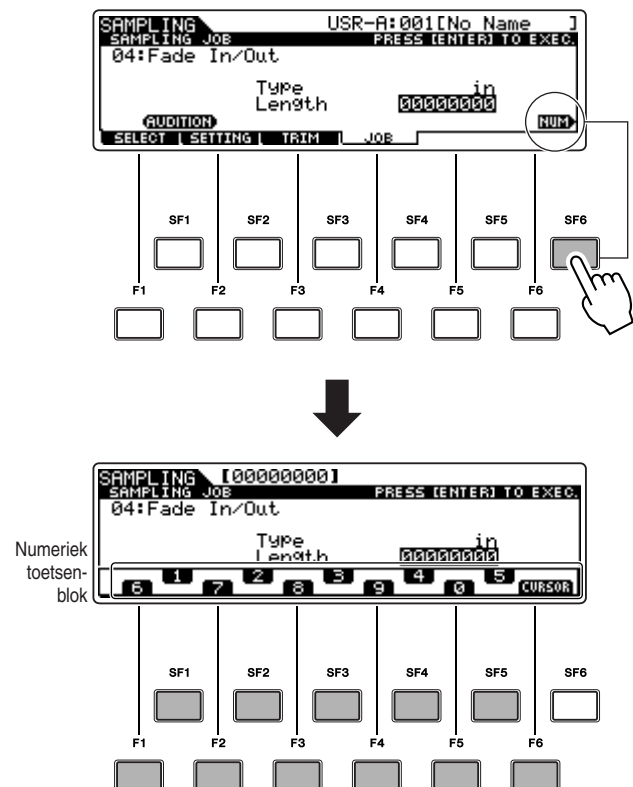 SAMPLING USR-A:001[No Name ]
SAMPLING JOB PRESS [ENTER] TO EXEC.
04:Fade In/Out
Type in
Length 00000000
AUDITION NUM
SELECT SETTING TRIM JOB
SF1 SF2 SF3 SF4 SF5 SF6
F1 F2 F3 F4 F5 F6
SAMPLING [00000000]
SAMPLING JOB PRESS [ENTER] TO EXEC.
04:Fade In/Out
Type in
Length 00000000
Numeriek
toetsen-
blok
1 2 3 4 5
6 7 8 9 0 CURSOR
SF1 SF2 SF3 SF4 SF5 SF6
F1 F2 F3 F4 F5 F6